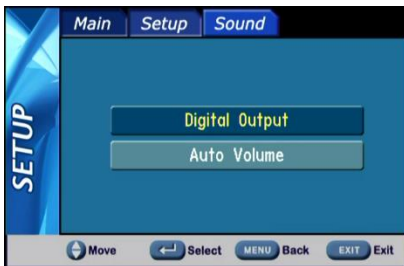 Main Setup Sound
SETUP
Digital Output
Auto Volume
Move Select MENU Back EXIT Exit